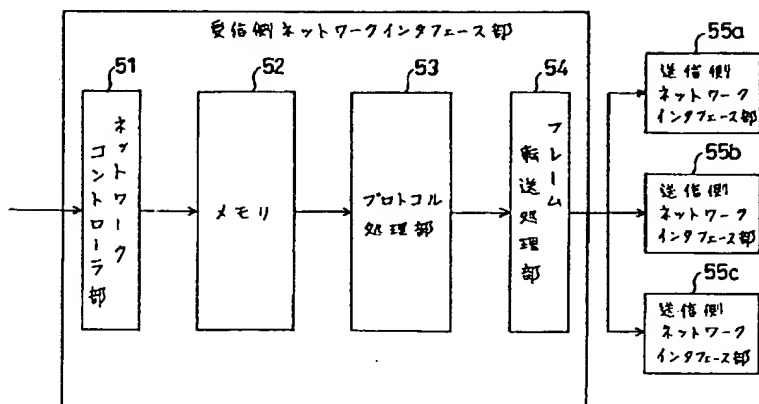 受信側ネットワークインタフェース部
51
ネットワーク
コントローラ部
52
メモリ
53
プロトコル
処理部
54
フレーム
転送処理部
55a
送信側
ネットワーク
インタフェース部
55b
送信側
ネットワーク
インタフェース部
55c
送信側
ネットワーク
インタフェース部